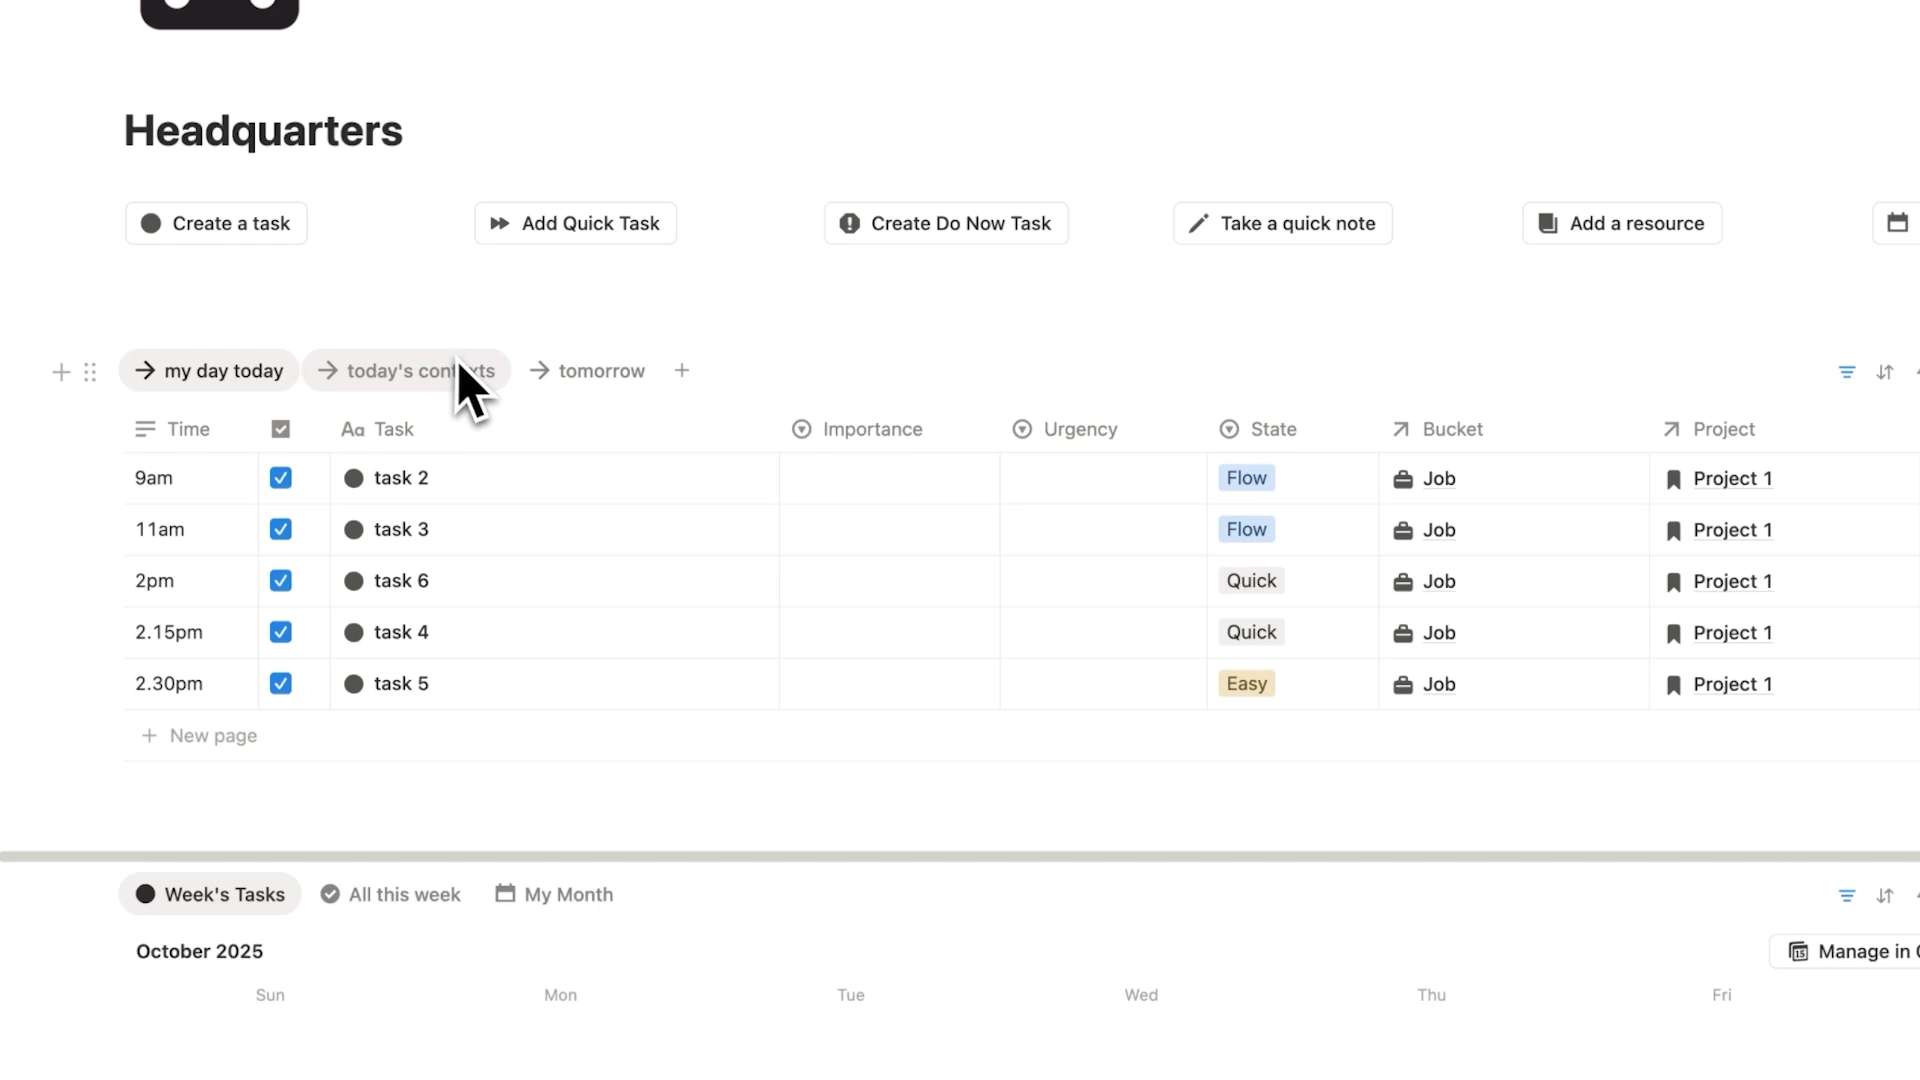 Headquarters
Create a task
Add Quick Task
Create Do Now Task
Take a quick note
Add a resource
my day today
today's contexts
tomorrow
Time Aa Task Importance Urgency State Bucket Project
9am task 2 Flow Job Project 1
11am task 3 Flow Job Project 1
2pm task 6 Quick Job Project 1
2.15pm task 4 Quick Job Project 1
2.30pm task 5 Easy Job Project 1
New page
Week's Tasks
All this week
My Month
October 2025
Manage in
Sun Mon Tue Wed Thu Fri